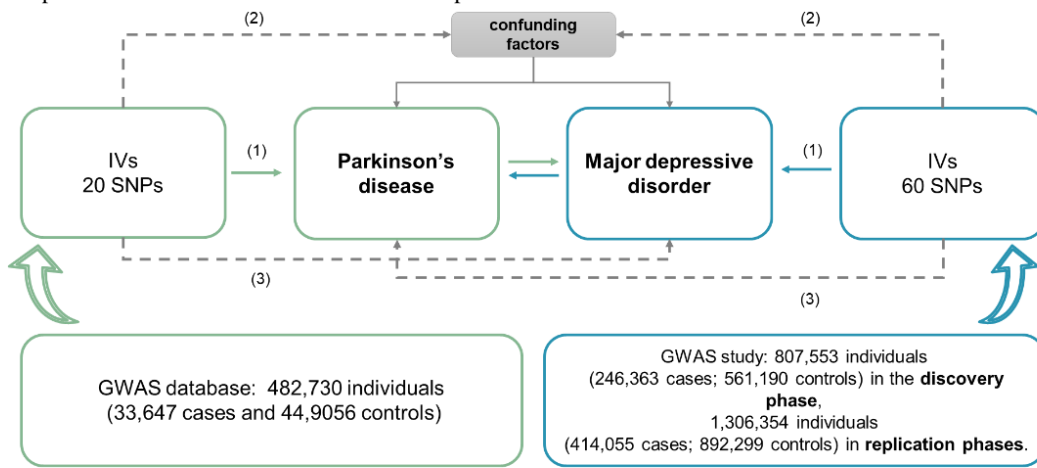 (2)
confunding
factors
(2)
IVs
20 SNPs
(1)
Parkinson's
disease
Major depressive
disorder
(1)
IVs
60 SNPs
(3)
(3)
GWAS database: 482,730 individuals
(33,647 cases and 44,9056 controls)
GWAS study: 807,553 individuals
(246,363 cases; 561,190 controls) in the discovery
phase,
1,306,354 individuals
(414,055 cases; 892,299 controls) in replication phases.